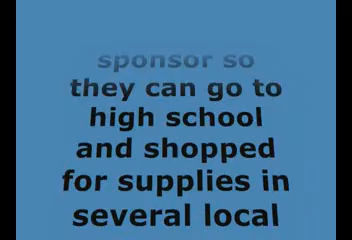 sponsor so
they can go to
high school
and shopped
for supplies in
several local